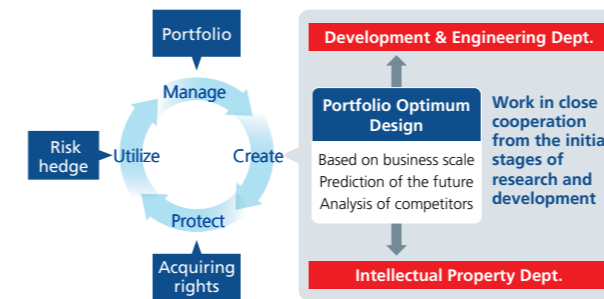 Portfolio
Manage
Risk
hedge
Utilize
Create
Protect
Acquiring
rights
Development & Engineering Dept.
Portfolio Optimum
Design
Based on business scale
Prediction of the future
Analysis of competitors
Work in close
cooperation
from the initia
stages of
research and
development
Intellectual Property Dept.